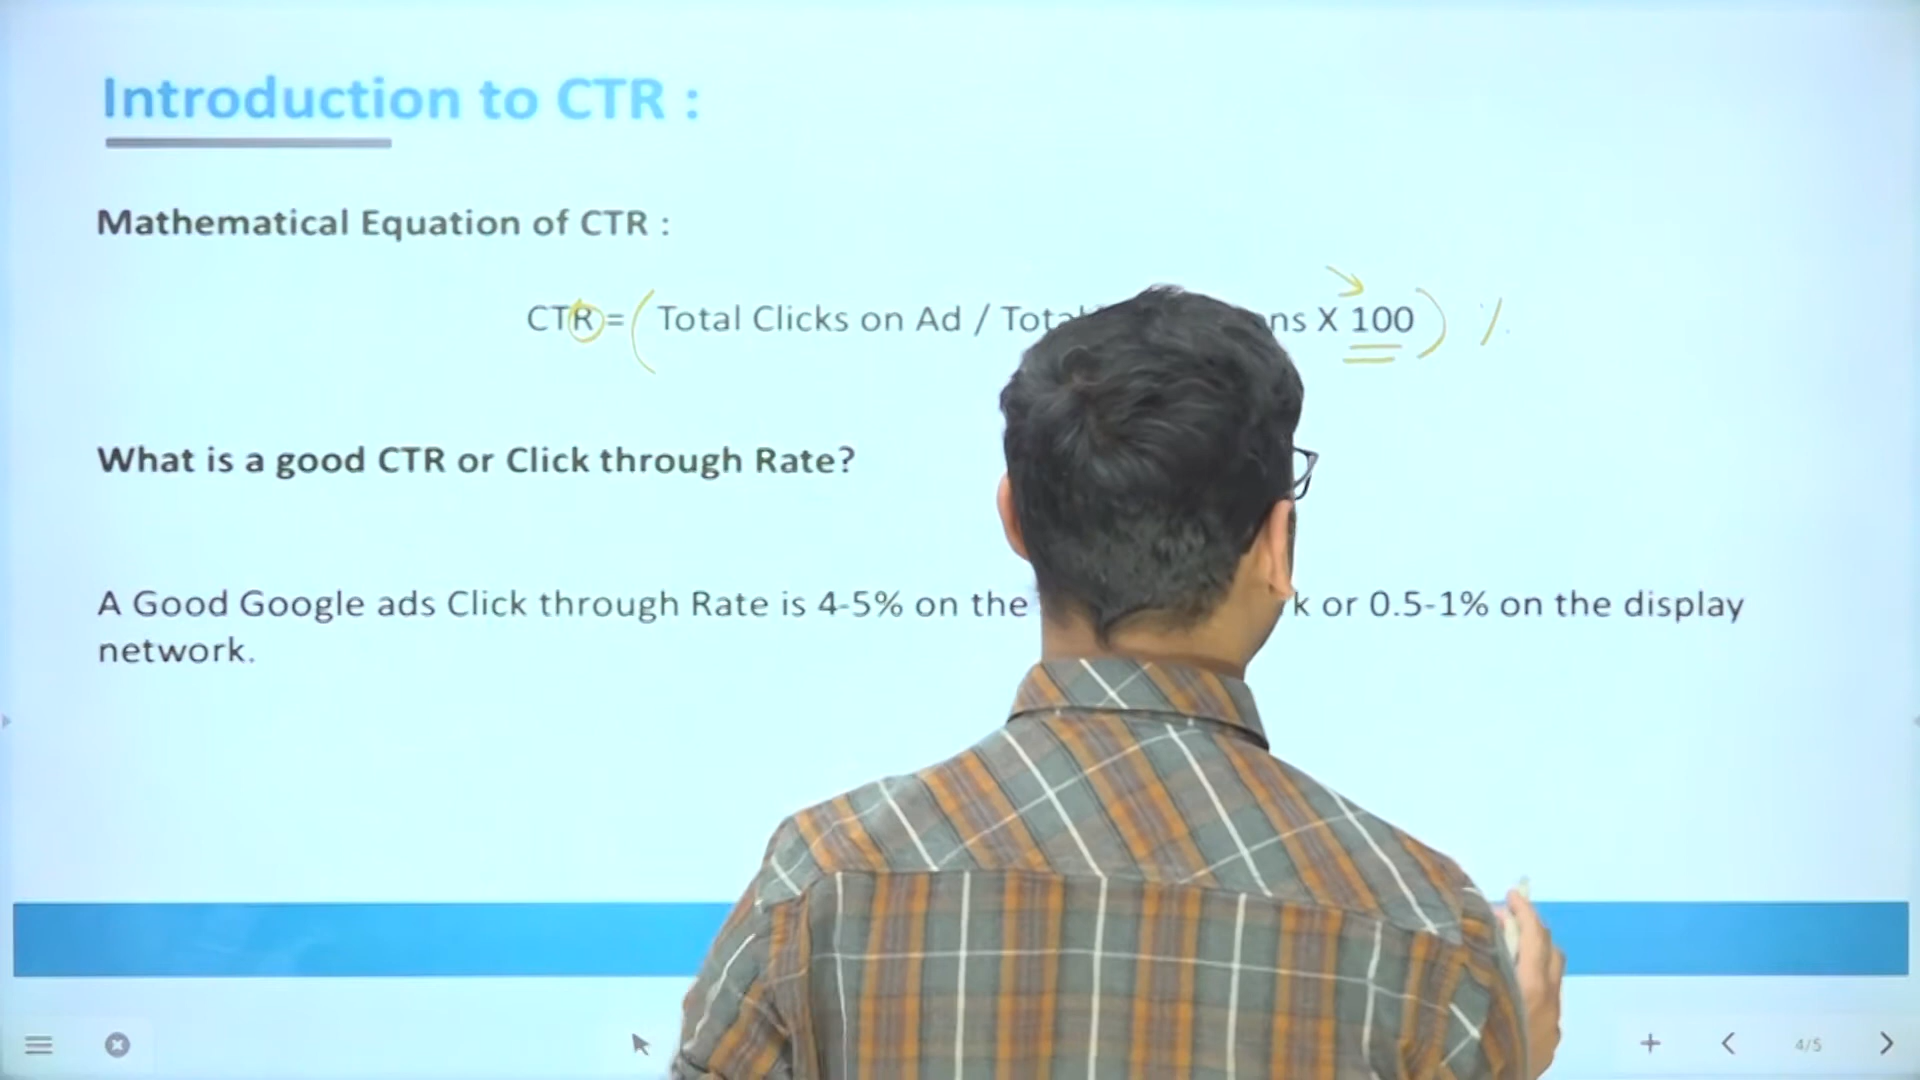 Introduction to CTR :
Mathematical Equation of CTR :
CTR = ( Total Clicks on Ad / ns X 100 ) %
What is a good CTR or Click through Rate?
A Good Google ads Click through Rate is 4-5% on the k or 0.5-1% on the display
network.
4/5